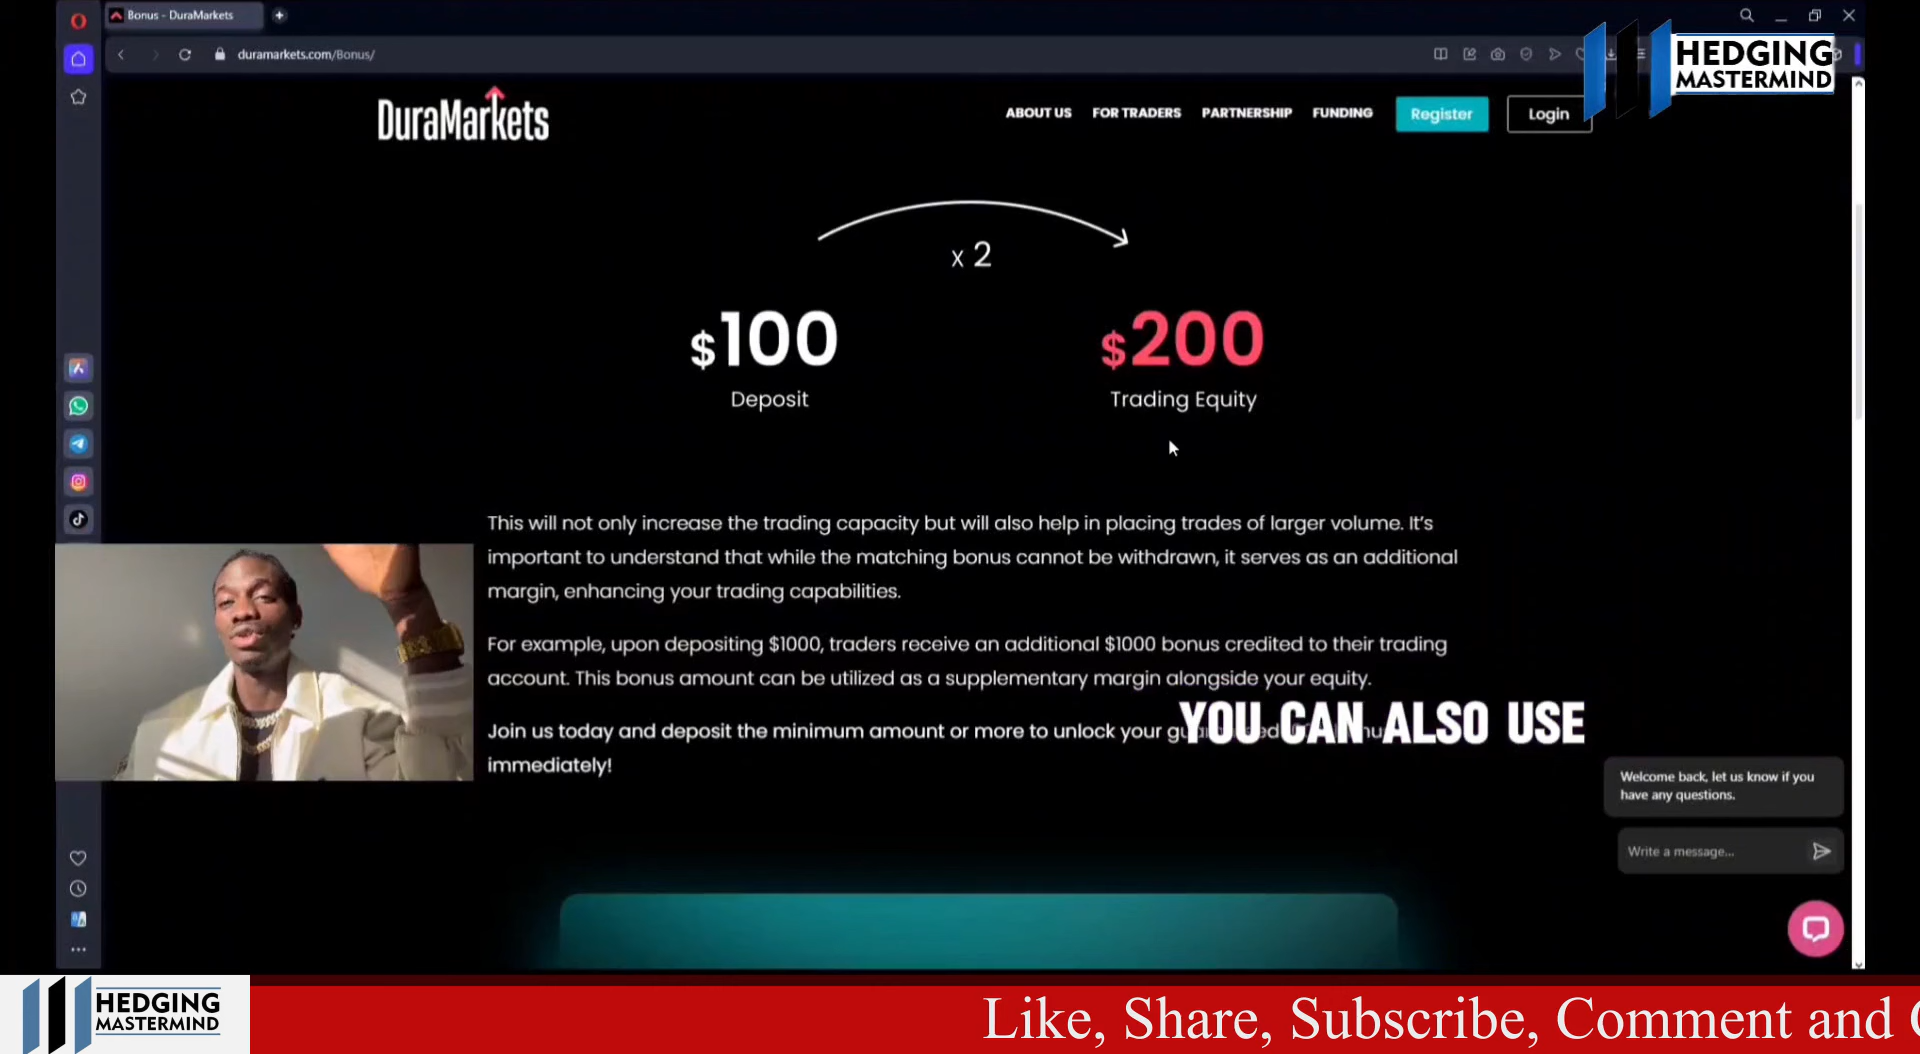 Bonus - DuraMarkets
duramarkets.com/Bonus/
HEDGING
MASTERMIND
DuraMarkets
ABOUT US FOR TRADERS PARTNERSHIP FUNDING Register Login
x 2
$100
$200
Deposit
Trading Equity
This will not only increase the trading capacity but will also help in placing trades of larger volume. It's
important to understand that while the matching bonus cannot be withdrawn, it serves as an additional
margin, enhancing your trading capabilities.
For example, upon depositing $1000, traders receive an additional $1000 bonus credited to their trading
account. This bonus amount can be utilized as a supplementary margin alongside your equity.
Join us today and deposit the minimum amount or more to unlock your
immediately!
YOU CAN ALSO USE
Welcome back, let us know if you
have any questions.
Write a message...
HEDGING
MASTERMIND
Like, Share, Subscribe, Comment and